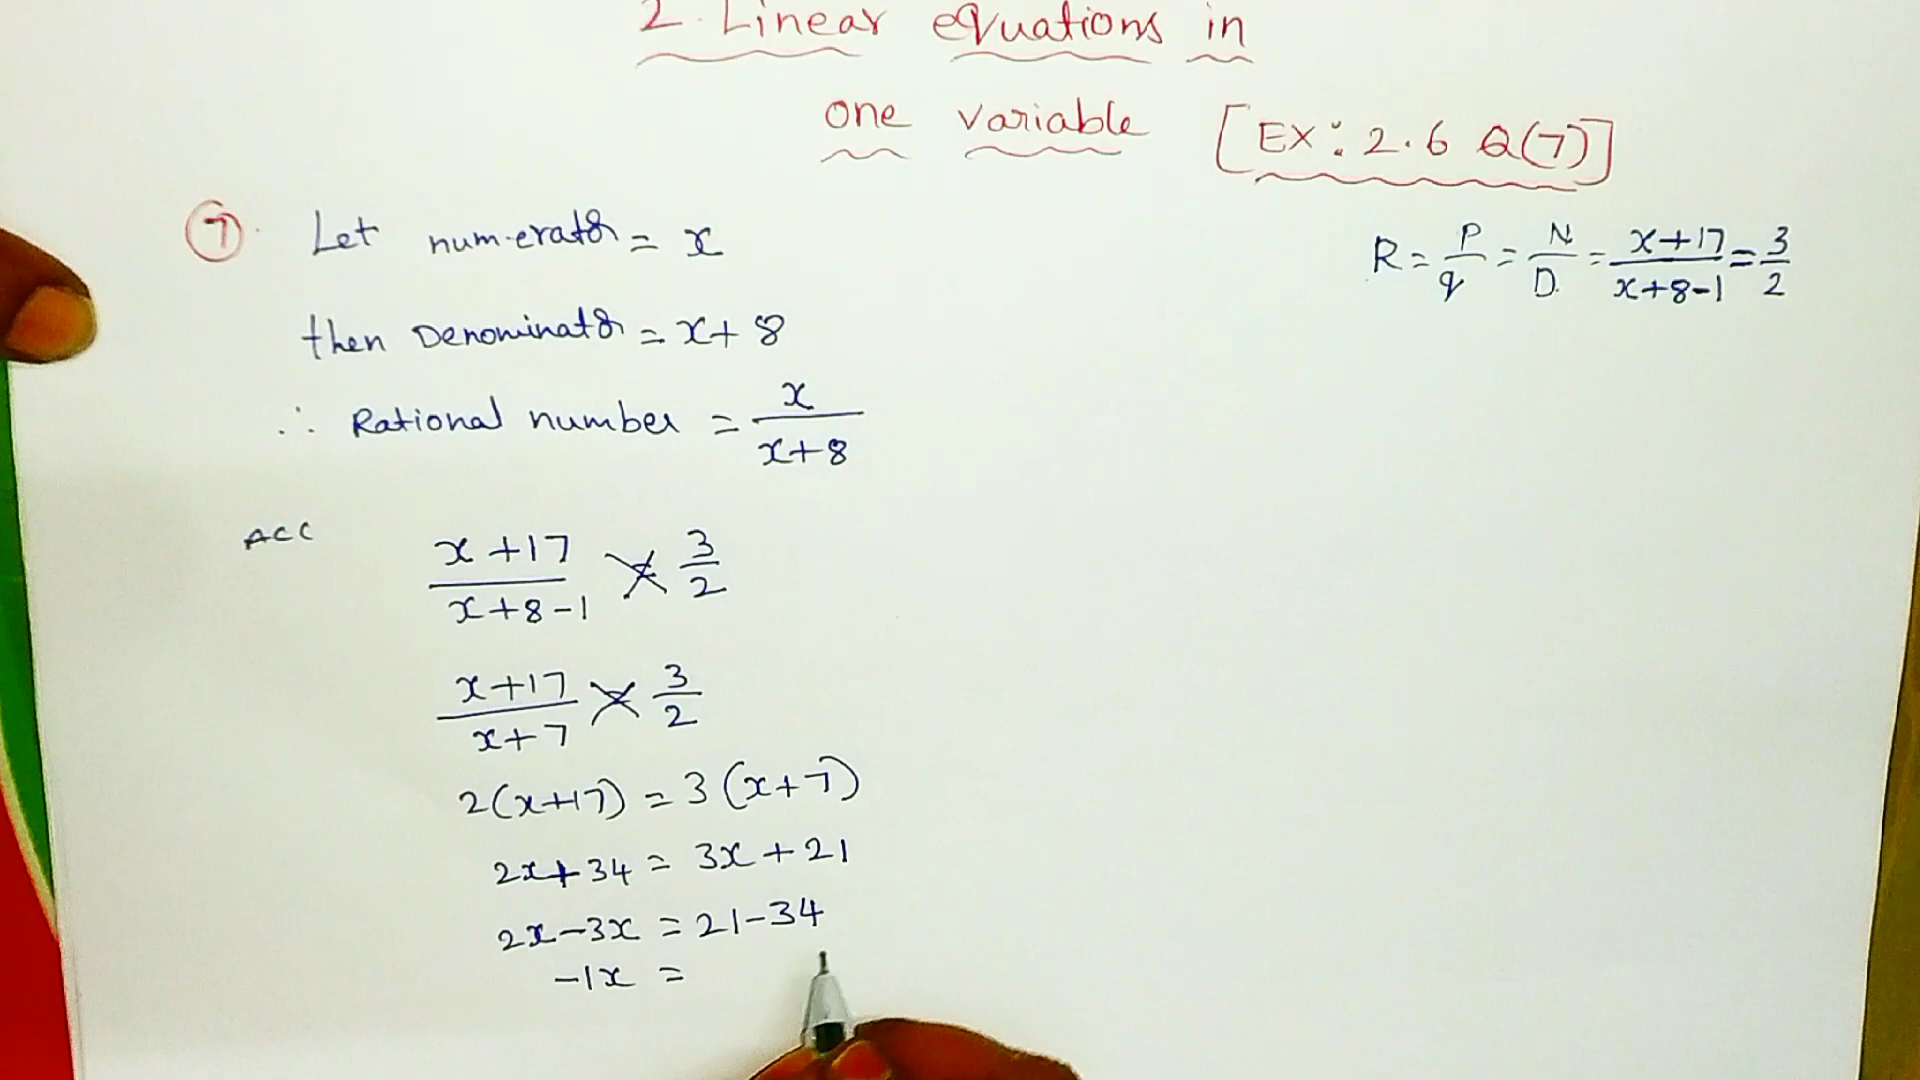 2. Linear equations in
one variable [EX: 2.6 Q(7)]
7. Let numerator = x
R = P/q = N/D. = x+17/x+8-1 = 3/2
then Denominator = x+8
∴ Rational number = x/x+8
ACC
x+17/x+8-1 = 3/2
x+17/x+7 = 3/2
2(x+17) = 3(x+7)
2x+34 = 3x+21
2x-3x = 21-34
-1x =